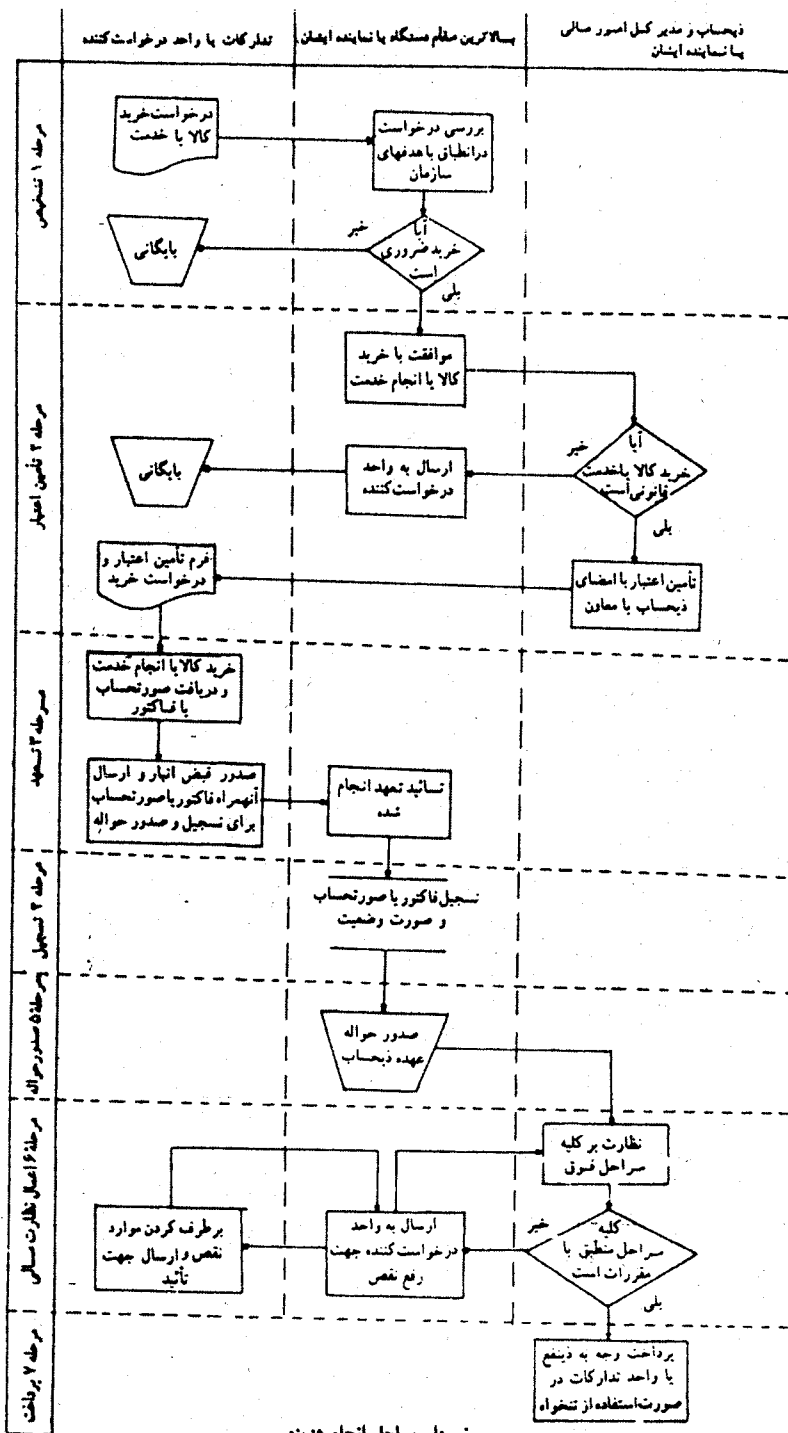 ذیحساب و مدیر کل امور مالی
یا نماینده ایشان
بالاترین مقام دستگاه یا نماینده ایشان
تدارکات یا واحد درخواست‌کننده
مرحله ۱ تشخیص
درخواست خرید
کالا یا خدمت
بررسی درخواست
درانطباق با هدفهای
سازمان
آیا
خرید ضروری
است
خیر
بلی
بایگانی
مرحله ۲ تأمین اعتبار
موافقت با خرید
کالا یا انجام خدمت
آیا
خرید کالا یا خدمت
قانونی است
خیر
بلی
ارسال به واحد
درخواست‌کننده
بایگانی
تأمین اعتبار با امضای
ذیحساب یا معاون
فرم تأمین اعتبار و
درخواست خرید
مرحله ۳ تعهد
خرید کالا یا انجام خدمت
و دریافت صورتحساب
یا فاکتور
صدور قبض انبار و ارسال
آنهمراه فاکتور یا صورتحساب
برای تسجیل و صدور حواله
تائید تعهد انجام
شده
مرحله ۴ تسجیل
تسجیل فاکتور یا صورتحساب
و صورت وضعیت
مرحله ۵ صدور حواله
صدور حواله
عهده ذیحساب
مرحله ۶ اعمال نظارت مالی
نظارت بر کلیه
مراحل فوق
کلیه
مراحل منطبق با
مقررات است
خیر
بلی
ارسال به واحد
درخواست‌کننده جهت
رفع نقص
برطرف کردن موارد
نقص و ارسال جهت
تأئید
مرحله ۷ پرداخت
پرداخت وجه به ذینفع
یا واحد تدارکات در
صورت استفاده از تنخواه
مراحل انجام هزینه